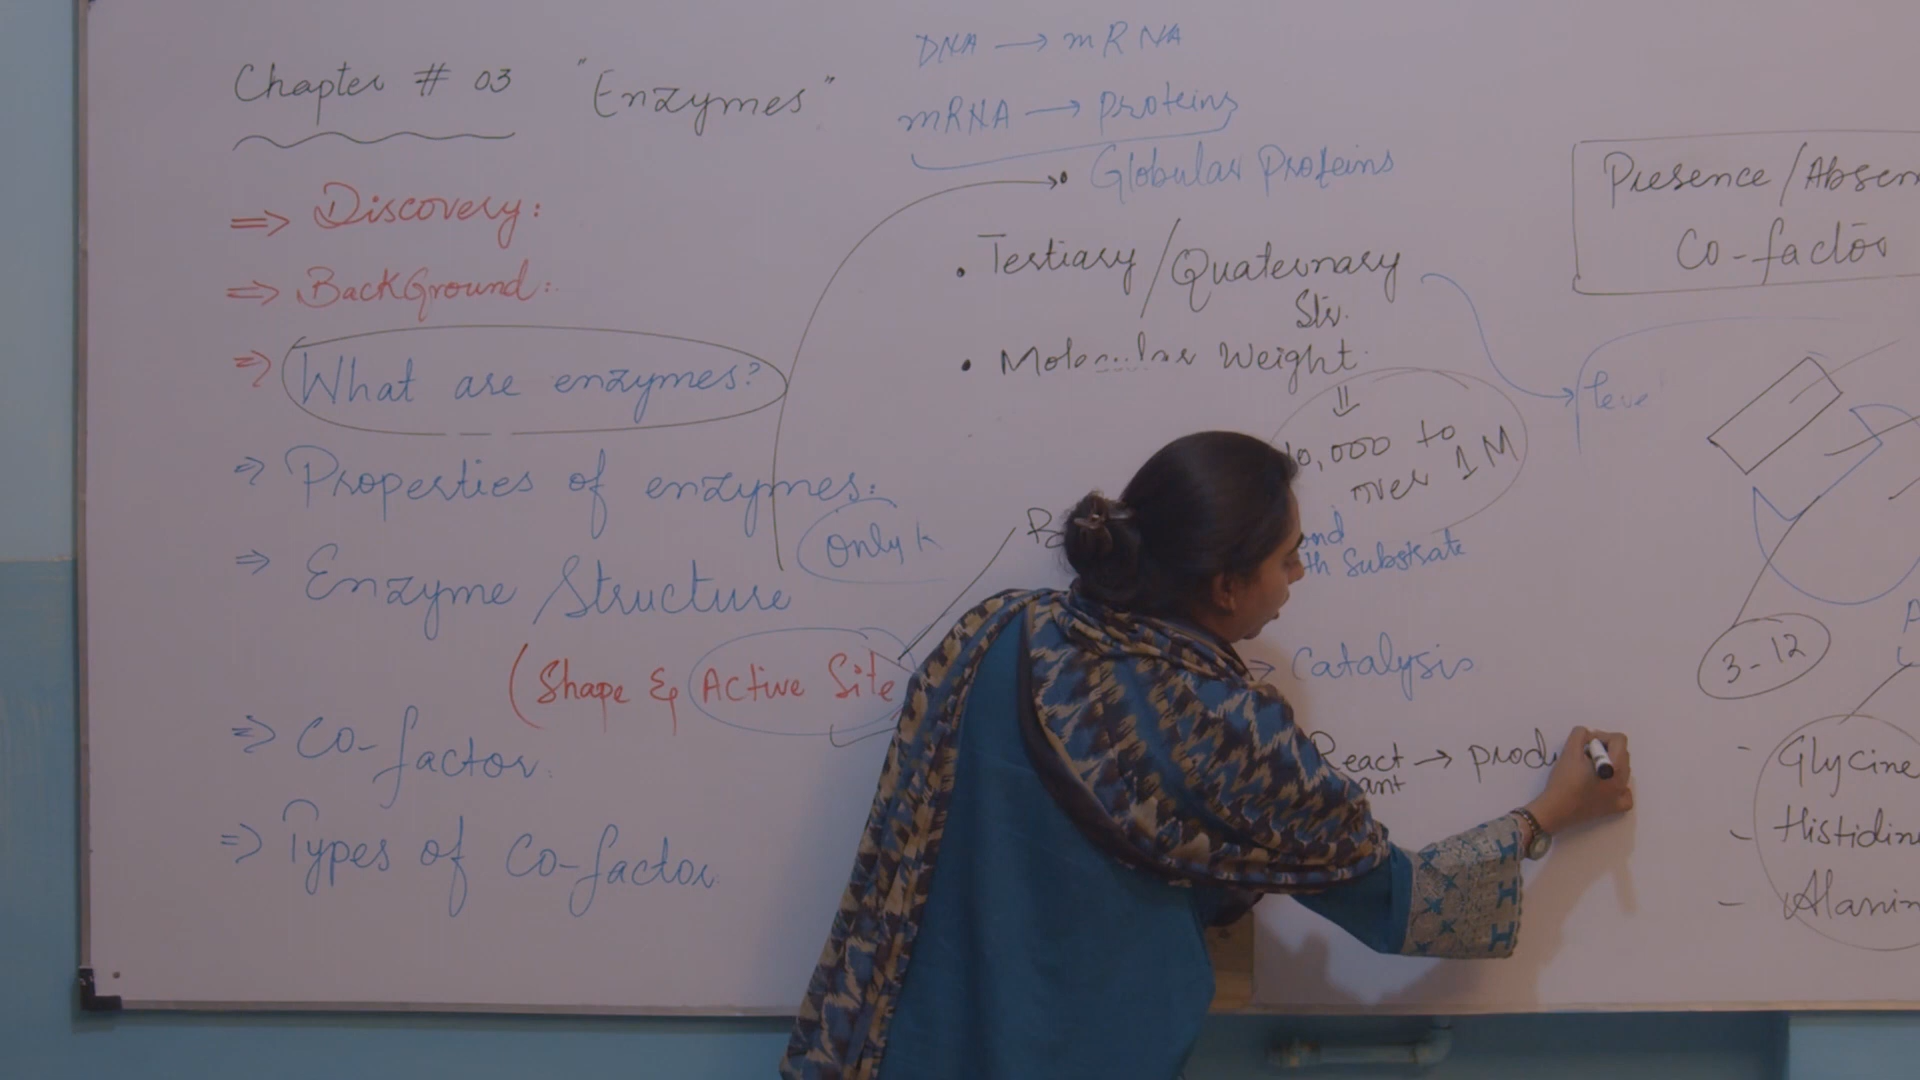 Chapter # 03 "Enzymes"
⇒ Discovery:
⇒ BackGround:
⇒ What are enzymes?
⇒ Properties of enzymes:
⇒ Enzyme Structure
(Shape & Active Site
⇒ Co-factor.
⇒ Types of Co-factor.
DNA → mRNA
mRNA → proteins
• Globular Proteins
• Tertiary/Quaternary
Str.
• Molecular Weight.
⇓
10,000 to
over 1M
Only
Substrate
→ Catalysis
React → produ
ant
Presence/Absen
Co-factor
3-12
- Glycine
- Histidin
- Alanin